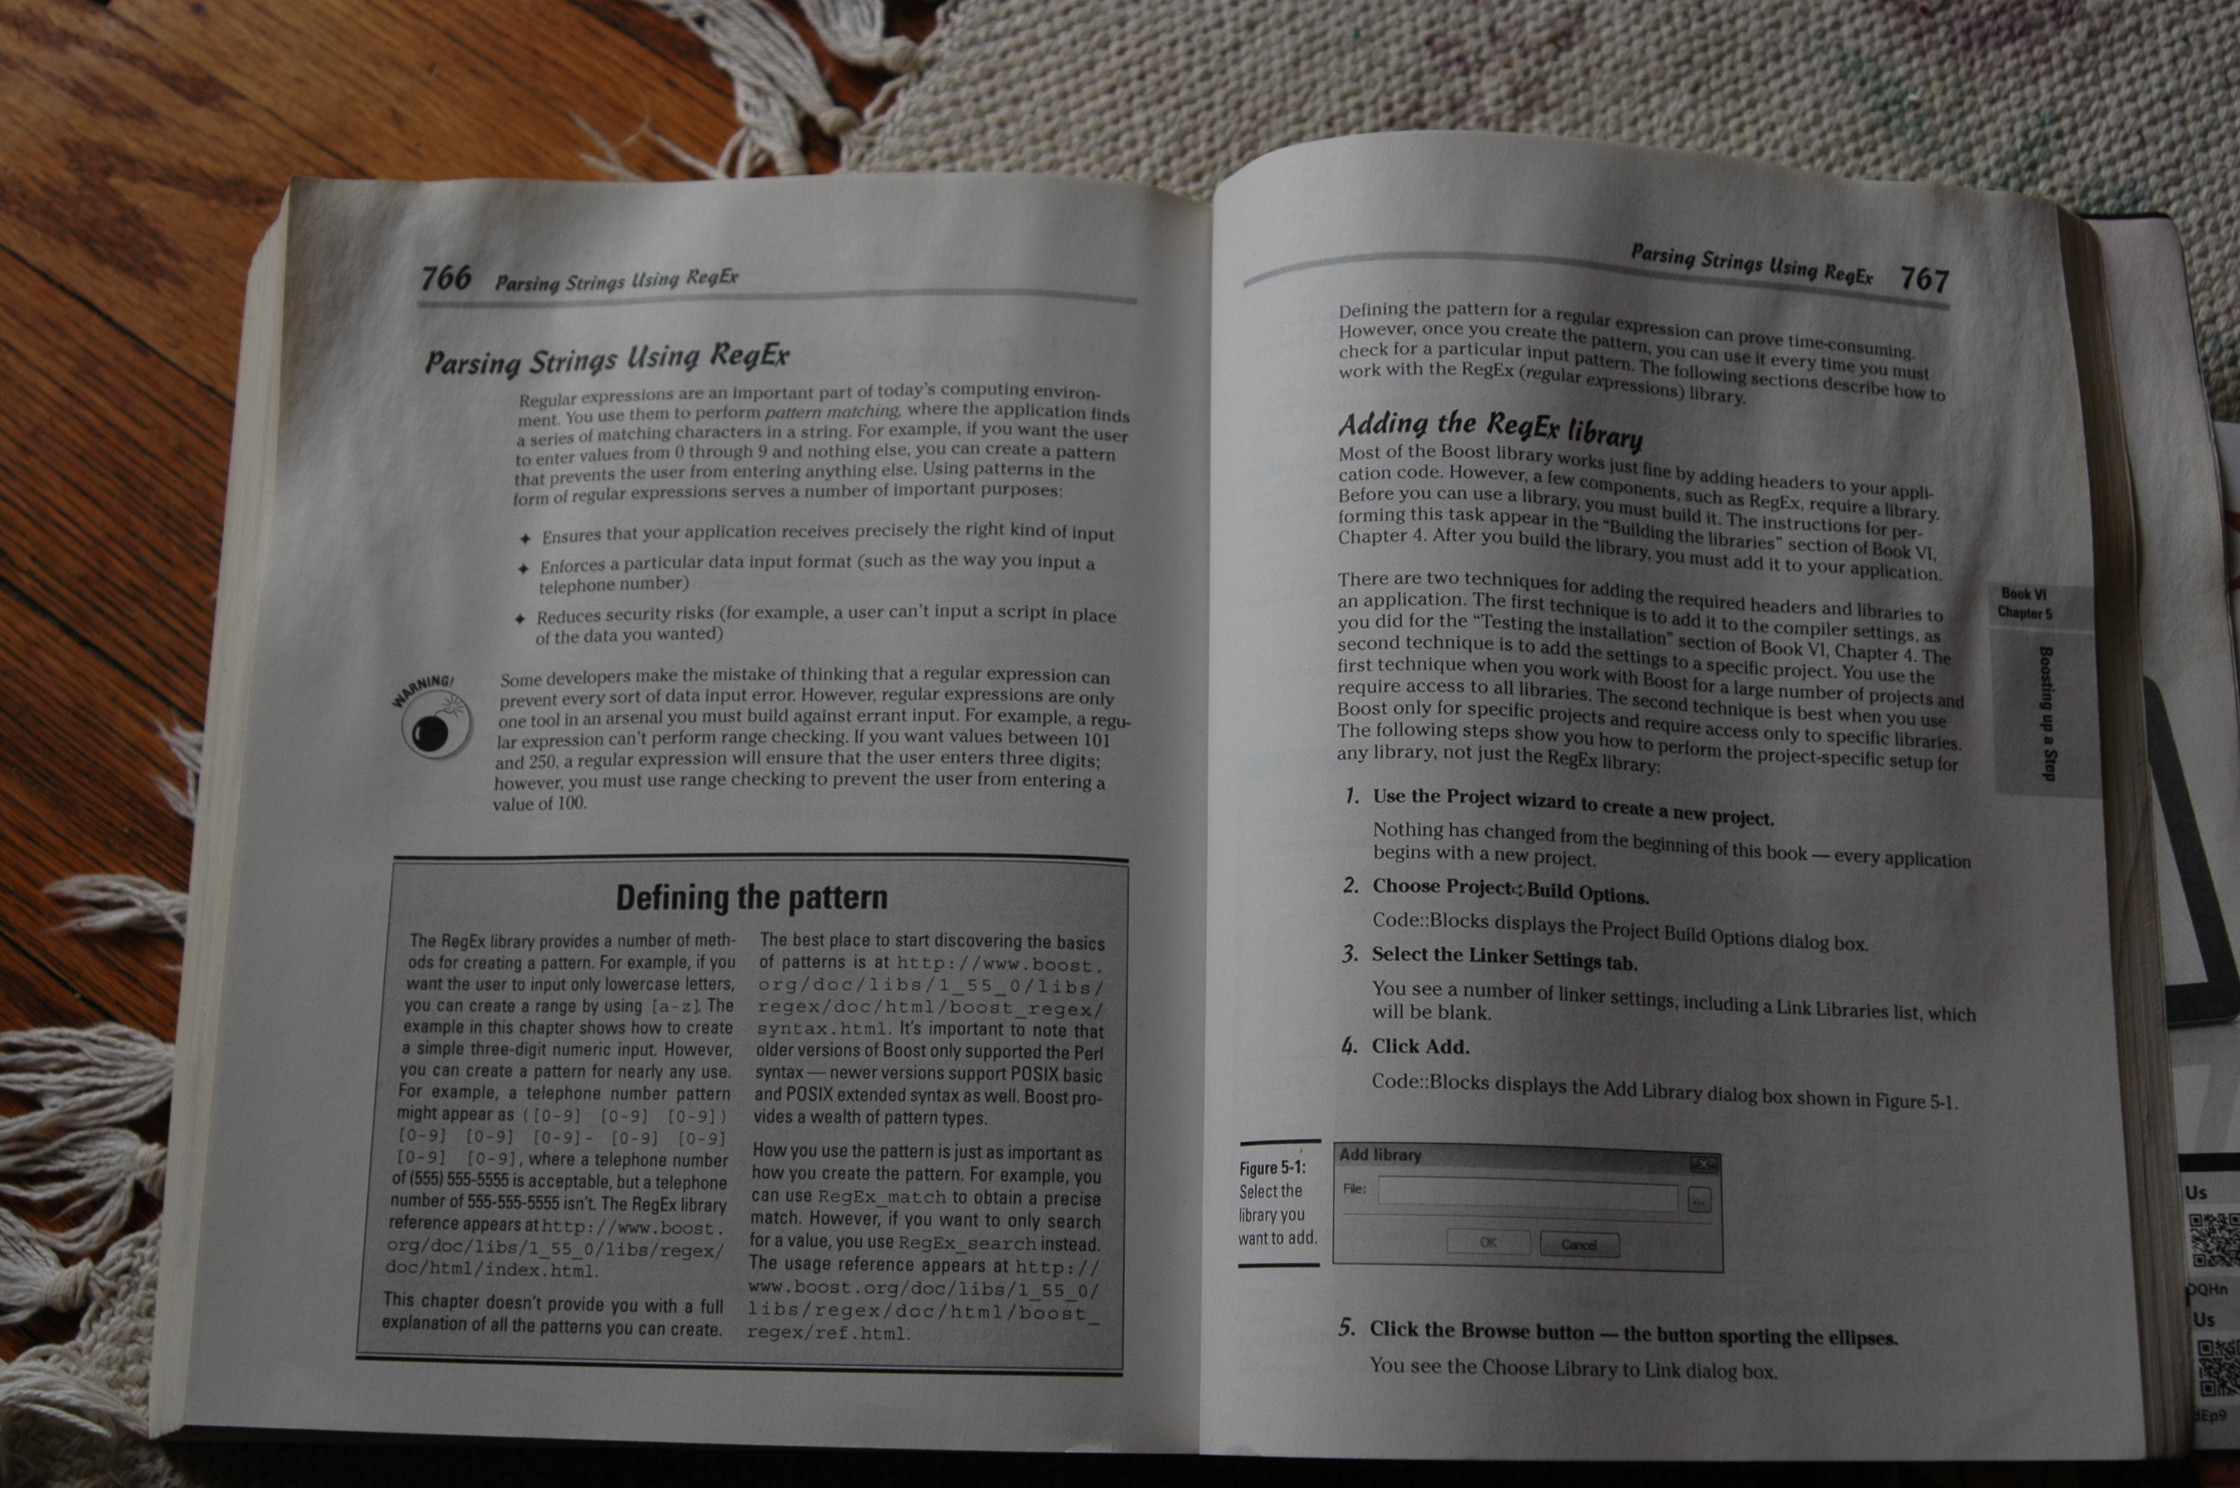 766 Parsing Strings Using RegEx
Parsing Strings Using RegEx
Regular expressions are an important part of today's computing environ-
ment. You use them to perform pattern matching, where the application finds
a series of matching characters in a string. For example, if you want the user
to enter values from 0 through 9 and nothing else, you can create a pattern
that prevents the user from entering anything else. Using patterns in the
form of regular expressions serves a number of important purposes:
✦ Ensures that your application receives precisely the right kind of input
✦ Enforces a particular data input format (such as the way you input a
telephone number)
✦ Reduces security risks (for example, a user can't input a script in place
of the data you wanted)
WARNING!
Some developers make the mistake of thinking that a regular expression can
prevent every sort of data input error. However, regular expressions are only
one tool in an arsenal you must build against errant input. For example, a regu-
lar expression can't perform range checking. If you want values between 101
and 250, a regular expression will ensure that the user enters three digits;
however, you must use range checking to prevent the user from entering a
value of 100.
Defining the pattern
The RegEx library provides a number of meth-
ods for creating a pattern. For example, if you
want the user to input only lowercase letters,
you can create a range by using [a-z]. The
example in this chapter shows how to create
a simple three-digit numeric input. However,
you can create a pattern for nearly any use.
For example, a telephone number pattern
might appear as ([0-9] [0-9] [0-9])
[0-9] [0-9] [0-9]- [0-9] [0-9]
[0-9] [0-9], where a telephone number
of (555) 555-5555 is acceptable, but a telephone
number of 555-555-5555 isn't. The RegEx library
reference appears at http://www.boost.
org/doc/libs/1_55_0/libs/regex/
doc/html/index.html.
This chapter doesn't provide you with a full
explanation of all the patterns you can create.
The best place to start discovering the basics
of patterns is at http://www.boost.
org/doc/libs/1_55_0/libs/
regex/doc/html/boost_regex/
syntax.html. It's important to note that
older versions of Boost only supported the Perl
syntax — newer versions support POSIX basic
and POSIX extended syntax as well. Boost pro-
vides a wealth of pattern types.
How you use the pattern is just as important as
how you create the pattern. For example, you
can use RegEx_match to obtain a precise
match. However, if you want to only search
for a value, you use RegEx_search instead.
The usage reference appears at http://
www.boost.org/doc/libs/1_55_0/
libs/regex/doc/html/boost_
regex/ref.html.
Parsing Strings Using RegEx 767
Defining the pattern for a regular expression can prove time-consuming.
However, once you create the pattern, you can use it every time you must
check for a particular input pattern. The following sections describe how to
work with the RegEx (regular expressions) library.
Adding the RegEx library
Most of the Boost library works just fine by adding headers to your appli-
cation code. However, a few components, such as RegEx, require a library.
Before you can use a library, you must build it. The instructions for per-
forming this task appear in the "Building the libraries" section of Book VI,
Chapter 4. After you build the library, you must add it to your application.
There are two techniques for adding the required headers and libraries to
an application. The first technique is to add it to the compiler settings, as
you did for the "Testing the installation" section of Book VI, Chapter 4. The
second technique is to add the settings to a specific project. You use the
first technique when you work with Boost for a large number of projects and
require access to all libraries. The second technique is best when you use
Boost only for specific projects and require access only to specific libraries.
The following steps show you how to perform the project-specific setup for
any library, not just the RegEx library:
Book VI
Chapter 5
Boosting up a Step
1. Use the Project wizard to create a new project.
Nothing has changed from the beginning of this book — every application
begins with a new project.
2. Choose Project➪Build Options.
Code::Blocks displays the Project Build Options dialog box.
3. Select the Linker Settings tab.
You see a number of linker settings, including a Link Libraries list, which
will be blank.
4. Click Add.
Code::Blocks displays the Add Library dialog box shown in Figure 5-1.
Figure 5-1:
Select the
library you
want to add.
Add library
File:
...
OK Cancel
5. Click the Browse button — the button sporting the ellipses.
You see the Choose Library to Link dialog box.
Us
Us